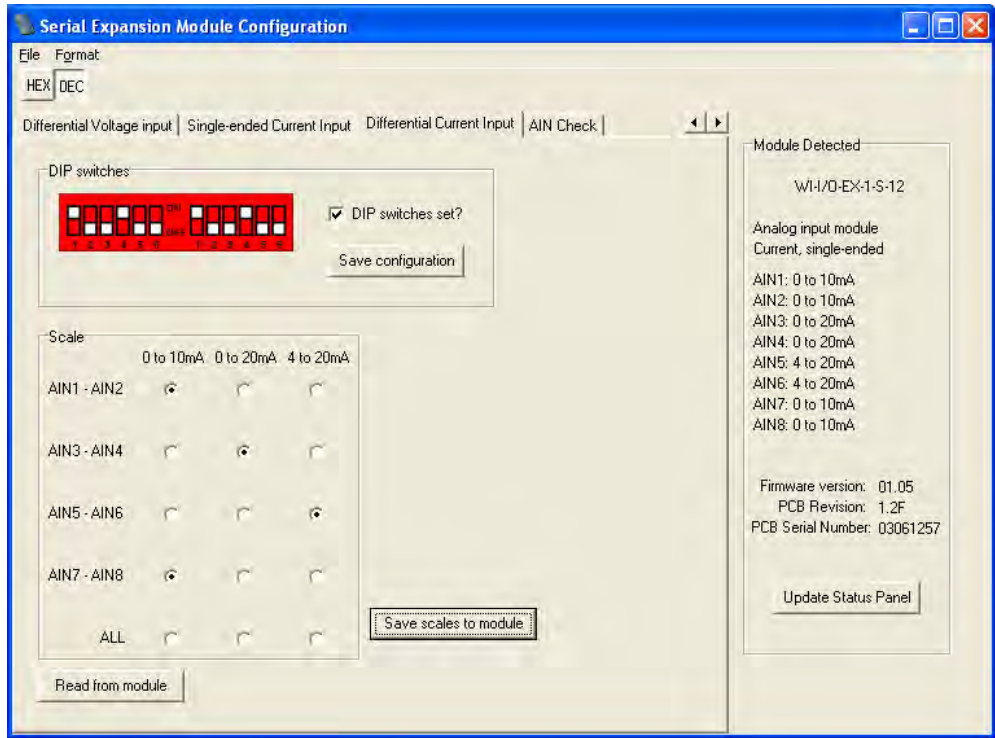 Serial Expansion Module Configuration
File Format
HEX DEC
Differential Voltage input Single-ended Current Input Differential Current Input AIN Check
DIP switches
ON
OFF
1 2 3 4 5 6 1 2 3 4 5 6
DIP switches set?
Save configuration
Scale
0 to 10mA 0 to 20mA 4 to 20mA
AIN1 - AIN2
AIN3 - AIN4
AIN5 - AIN6
AIN7 - AIN8
ALL
Save scales to module
Read from module
Module Detected
WI-I/O-EX-1-S-12
Analog input module
Current, single-ended
AIN1: 0 to 10mA
AIN2: 0 to 10mA
AIN3: 0 to 20mA
AIN4: 0 to 20mA
AIN5: 4 to 20mA
AIN6: 4 to 20mA
AIN7: 0 to 10mA
AIN8: 0 to 10mA
Firmware version: 01.05
PCB Revision: 1.2F
PCB Serial Number: 03061257
Update Status Panel